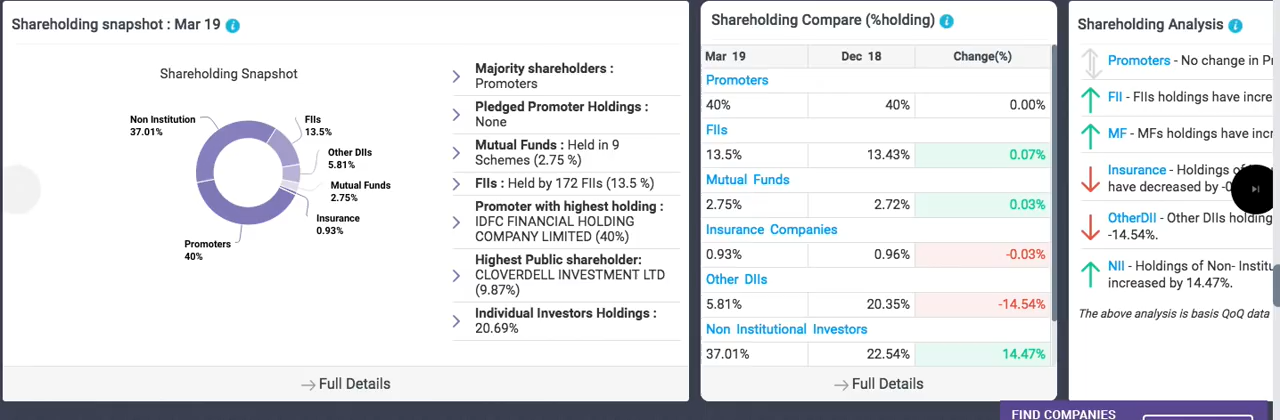 Shareholding snapshot : Mar 19
Shareholding Snapshot
Non Institution
37.01%
FIIs
13.5%
Other DIIs
5.81%
Mutual Funds
2.75%
Insurance
0.93%
Promoters
40%
Majority shareholders :
Promoters
Pledged Promoter Holdings :
None
Mutual Funds : Held in 9
Schemes (2.75 %)
FIIs : Held by 172 FIIs (13.5 %)
Promoter with highest holding :
IDFC FINANCIAL HOLDING
COMPANY LIMITED (40%)
Highest Public shareholder:
CLOVERDELL INVESTMENT LTD
(9.87%)
Individual Investors Holdings :
20.69%
Full Details
Shareholding Compare (%holding)
Mar 19 Dec 18 Change(%)
Promoters
40% 40% 0.00%
FIIs
13.5% 13.43% 0.07%
Mutual Funds
2.75% 2.72% 0.03%
Insurance Companies
0.93% 0.96% -0.03%
Other DIIs
5.81% 20.35% -14.54%
Non Institutional Investors
37.01% 22.54% 14.47%
Full Details
Shareholding Analysis
Promoters - No change in
FII - FIIs holdings have
MF - MFs holdings have
Insurance - Holdings
have decreased by
OtherDII - Other DIIs holding
-14.54%.
NII - Holdings of Non-
increased by 14.47%.
The above analysis is basis QoQ data
FIND COMPANIES